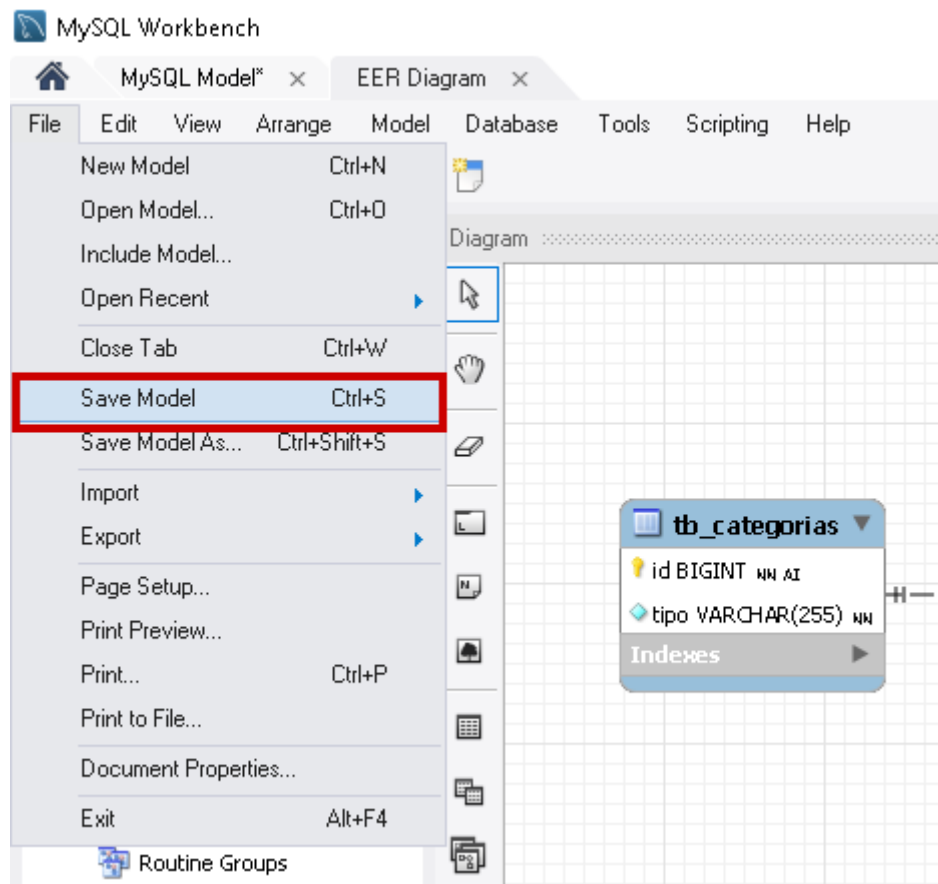 MySQL Workbench
MySQL Model* × EER Diagram ×
File Edit View Arrange Model Database Tools Scripting Help
New Model Ctrl+N
Open Model... Ctrl+O
Include Model...
Open Recent
Close Tab Ctrl+W
Save Model Ctrl+S
Save Model As... Ctrl+Shift+S
Import
Export
Page Setup...
Print Preview...
Print... Ctrl+P
Print to File...
Document Properties...
Exit Alt+F4
Routine Groups
Diagram
tb_categorias
id BIGINT NN AI
tipo VARCHAR(255) NN
Indexes